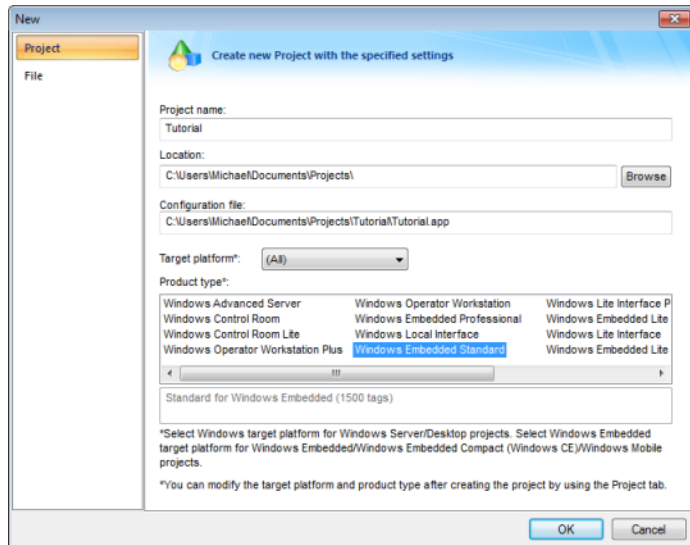 New
Project
File
Create new Project with the specified settings
Project name:
Tutorial
Location:
C:\Users\Michael\Documents\Projects\
Browse
Configuration file:
C:\Users\Michael\Documents\Projects\Tutorial\Tutorial.app
Target platform*:
(All)
Product type*:
Windows Advanced Server Windows Operator Workstation Windows Lite Interface P
Windows Control Room Windows Embedded Professional Windows Embedded Lite
Windows Control Room Lite Windows Local Interface Windows Lite Interface
Windows Operator Workstation Plus Windows Embedded Standard Windows Embedded Lite
Standard for Windows Embedded (1500 tags)
*Select Windows target platform for Windows Server/Desktop projects. Select Windows Embedded
target platform for Windows Embedded/Windows Embedded Compact (Windows CE)/Windows Mobile
projects.
*You can modify the target platform and product type after creating the project by using the Project tab.
OK
Cancel